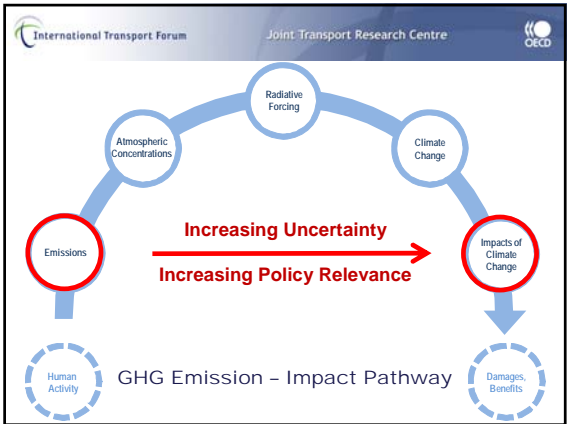 International Transport Forum
Joint Transport Research Centre
OECD
Radiative
Forcing
Atmospheric
Concentrations
Climate
Change
Increasing Uncertainty
Emissions
Impacts of
Climate
Change
Increasing Policy Relevance
Human
Activity
GHG Emission – Impact Pathway
Damages,
Benefits